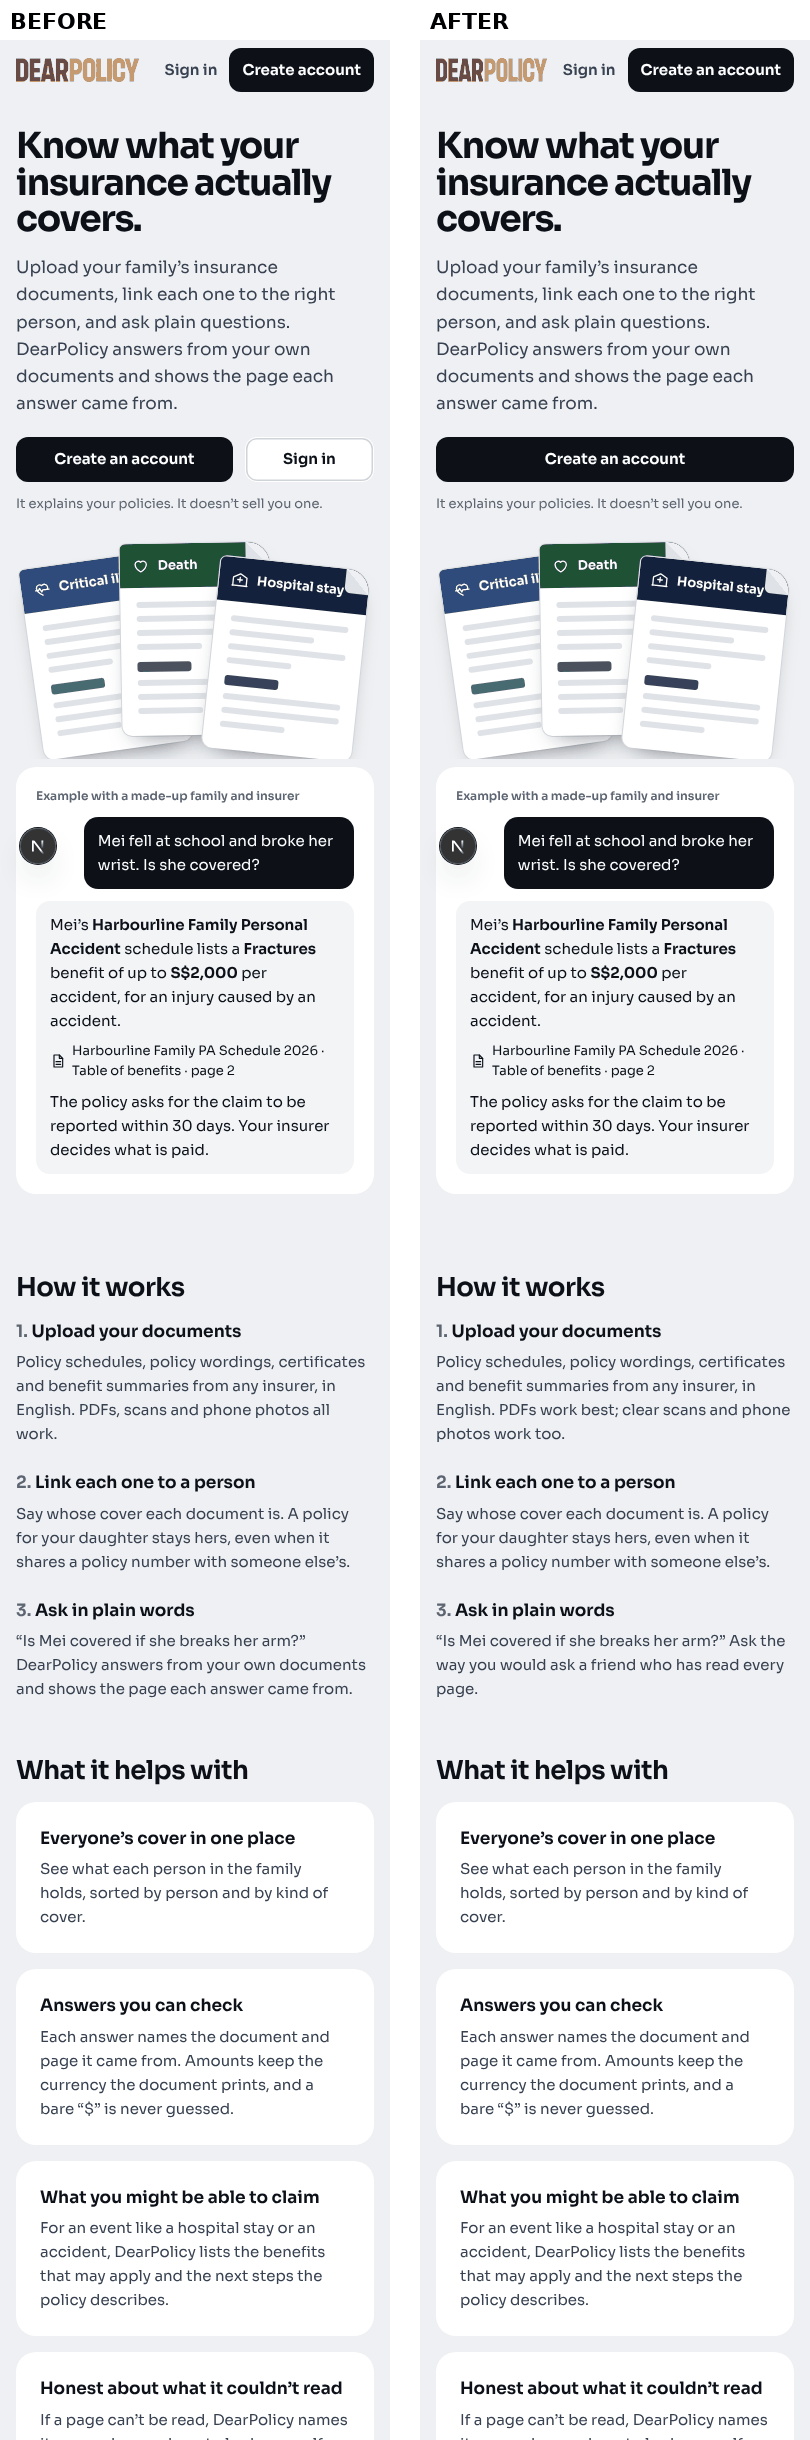 BEFORE
DEARPOLICY
Sign in
Create account
Know what your
insurance actually
covers.
Upload your family’s insurance
documents, link each one to the right
person, and ask plain questions.
DearPolicy answers from your own
documents and shows the page each
answer came from.
Create an account
Sign in
It explains your policies. It doesn’t sell you one.
Critical il
Death
Hospital stay
Example with a made-up family and insurer
N
Mei fell at school and broke her
wrist. Is she covered?
Mei’s Harbourline Family Personal
Accident schedule lists a Fractures
benefit of up to S$2,000 per
accident, for an injury caused by an
accident.
Harbourline Family PA Schedule 2026 ·
Table of benefits · page 2
The policy asks for the claim to be
reported within 30 days. Your insurer
decides what is paid.
How it works
1. Upload your documents
Policy schedules, policy wordings, certificates
and benefit summaries from any insurer, in
English. PDFs, scans and phone photos all
work.
2. Link each one to a person
Say whose cover each document is. A policy
for your daughter stays hers, even when it
shares a policy number with someone else’s.
3. Ask in plain words
“Is Mei covered if she breaks her arm?”
DearPolicy answers from your own documents
and shows the page each answer came from.
What it helps with
Everyone’s cover in one place
See what each person in the family
holds, sorted by person and by kind of
cover.
Answers you can check
Each answer names the document and
page it came from. Amounts keep the
currency the document prints, and a
bare “$” is never guessed.
What you might be able to claim
For an event like a hospital stay or an
accident, DearPolicy lists the benefits
that may apply and the next steps the
policy describes.
Honest about what it couldn’t read
If a page can’t be read, DearPolicy names
AFTER
DEARPOLICY
Sign in
Create an account
Know what your
insurance actually
covers.
Upload your family’s insurance
documents, link each one to the right
person, and ask plain questions.
DearPolicy answers from your own
documents and shows the page each
answer came from.
Create an account
It explains your policies. It doesn’t sell you one.
Critical il
Death
Hospital stay
Example with a made-up family and insurer
N
Mei fell at school and broke her
wrist. Is she covered?
Mei’s Harbourline Family Personal
Accident schedule lists a Fractures
benefit of up to S$2,000 per
accident, for an injury caused by an
accident.
Harbourline Family PA Schedule 2026 ·
Table of benefits · page 2
The policy asks for the claim to be
reported within 30 days. Your insurer
decides what is paid.
How it works
1. Upload your documents
Policy schedules, policy wordings, certificates
and benefit summaries from any insurer, in
English. PDFs work best; clear scans and phone
photos work too.
2. Link each one to a person
Say whose cover each document is. A policy
for your daughter stays hers, even when it
shares a policy number with someone else’s.
3. Ask in plain words
“Is Mei covered if she breaks her arm?” Ask the
way you would ask a friend who has read every
page.
What it helps with
Everyone’s cover in one place
See what each person in the family
holds, sorted by person and by kind of
cover.
Answers you can check
Each answer names the document and
page it came from. Amounts keep the
currency the document prints, and a
bare “$” is never guessed.
What you might be able to claim
For an event like a hospital stay or an
accident, DearPolicy lists the benefits
that may apply and the next steps the
policy describes.
Honest about what it couldn’t read
If a page can’t be read, DearPolicy names